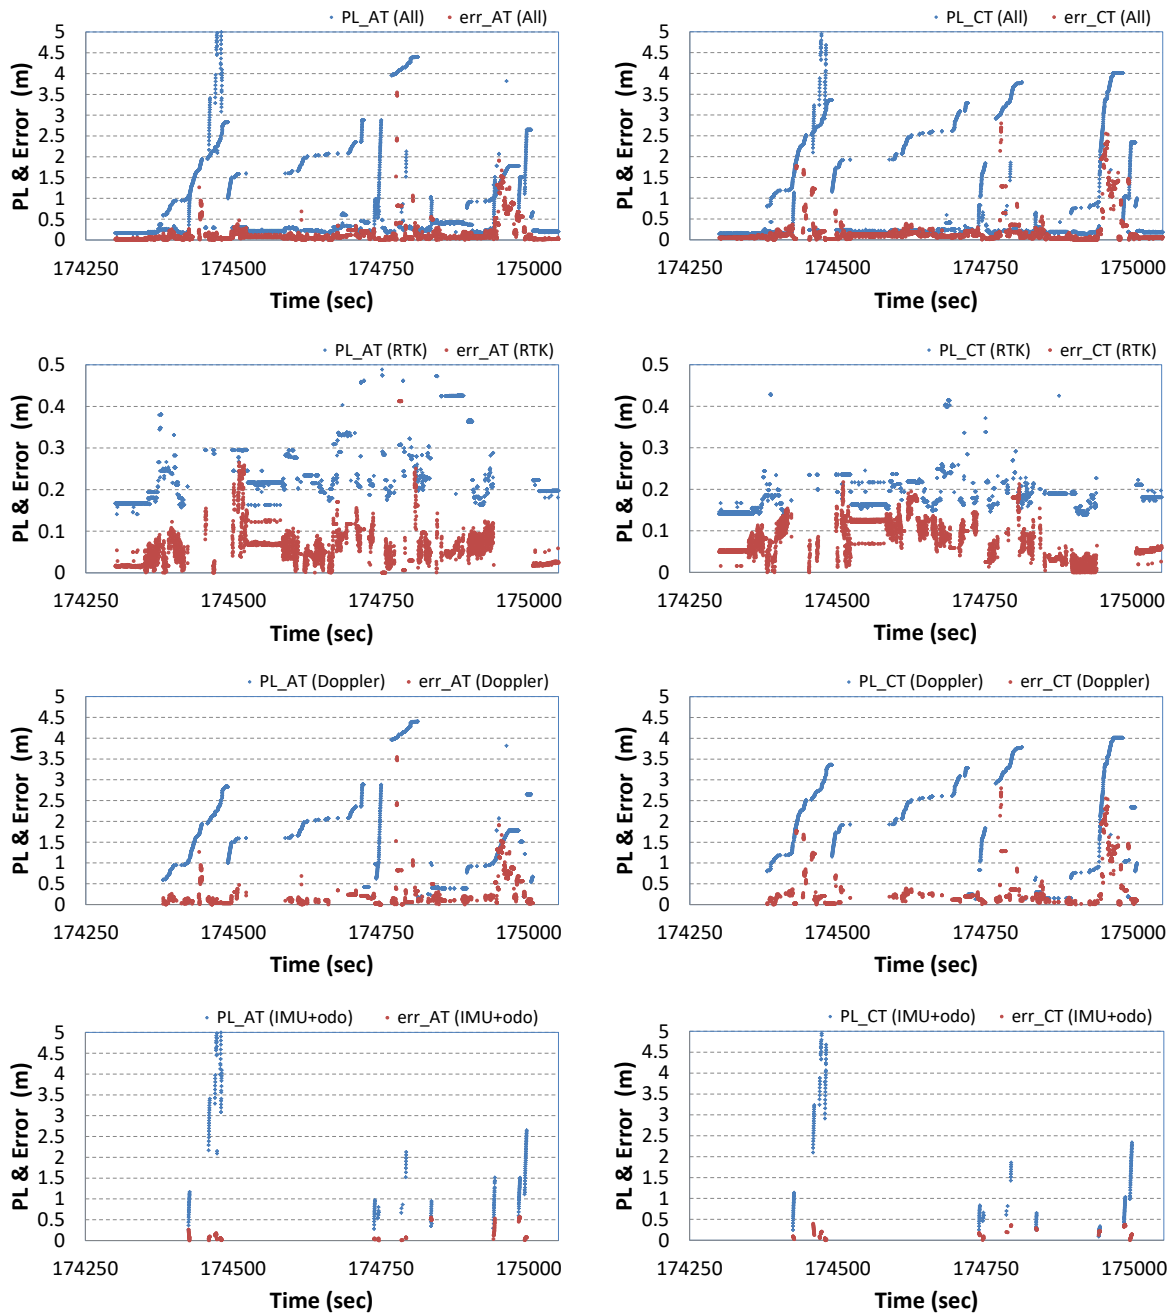 PL_AT (All) err_AT (All)
5
4.5
4
3.5
3
2.5
2
1.5
1
0.5
0
PL & Error (m)
174250 174500 174750 175000
Time (sec)
PL_CT (All) err_CT (All)
5
4.5
4
3.5
3
2.5
2
1.5
1
0.5
0
PL & Error (m)
174250 174500 174750 175000
Time (sec)
PL_AT (RTK) err_AT (RTK)
0.5
0.4
0.3
0.2
0.1
0
PL & Error (m)
174250 174500 174750 175000
Time (sec)
PL_CT (RTK) err_CT (RTK)
0.5
0.4
0.3
0.2
0.1
0
PL & Error (m)
174250 174500 174750 175000
Time (sec)
PL_AT (Doppler) err_AT (Doppler)
5
4.5
4
3.5
3
2.5
2
1.5
1
0.5
0
PL & Error (m)
174250 174500 174750 175000
Time (sec)
PL_CT (Doppler) err_CT (Doppler)
5
4.5
4
3.5
3
2.5
2
1.5
1
0.5
0
PL & Error (m)
174250 174500 174750 175000
Time (sec)
PL_AT (IMU+odo) err_AT (IMU+odo)
5
4.5
4
3.5
3
2.5
2
1.5
1
0.5
0
PL & Error (m)
174250 174500 174750 175000
Time (sec)
PL_CT (IMU+odo) err_CT (IMU+odo)
5
4.5
4
3.5
3
2.5
2
1.5
1
0.5
0
PL & Error (m)
174250 174500 174750 175000
Time (sec)